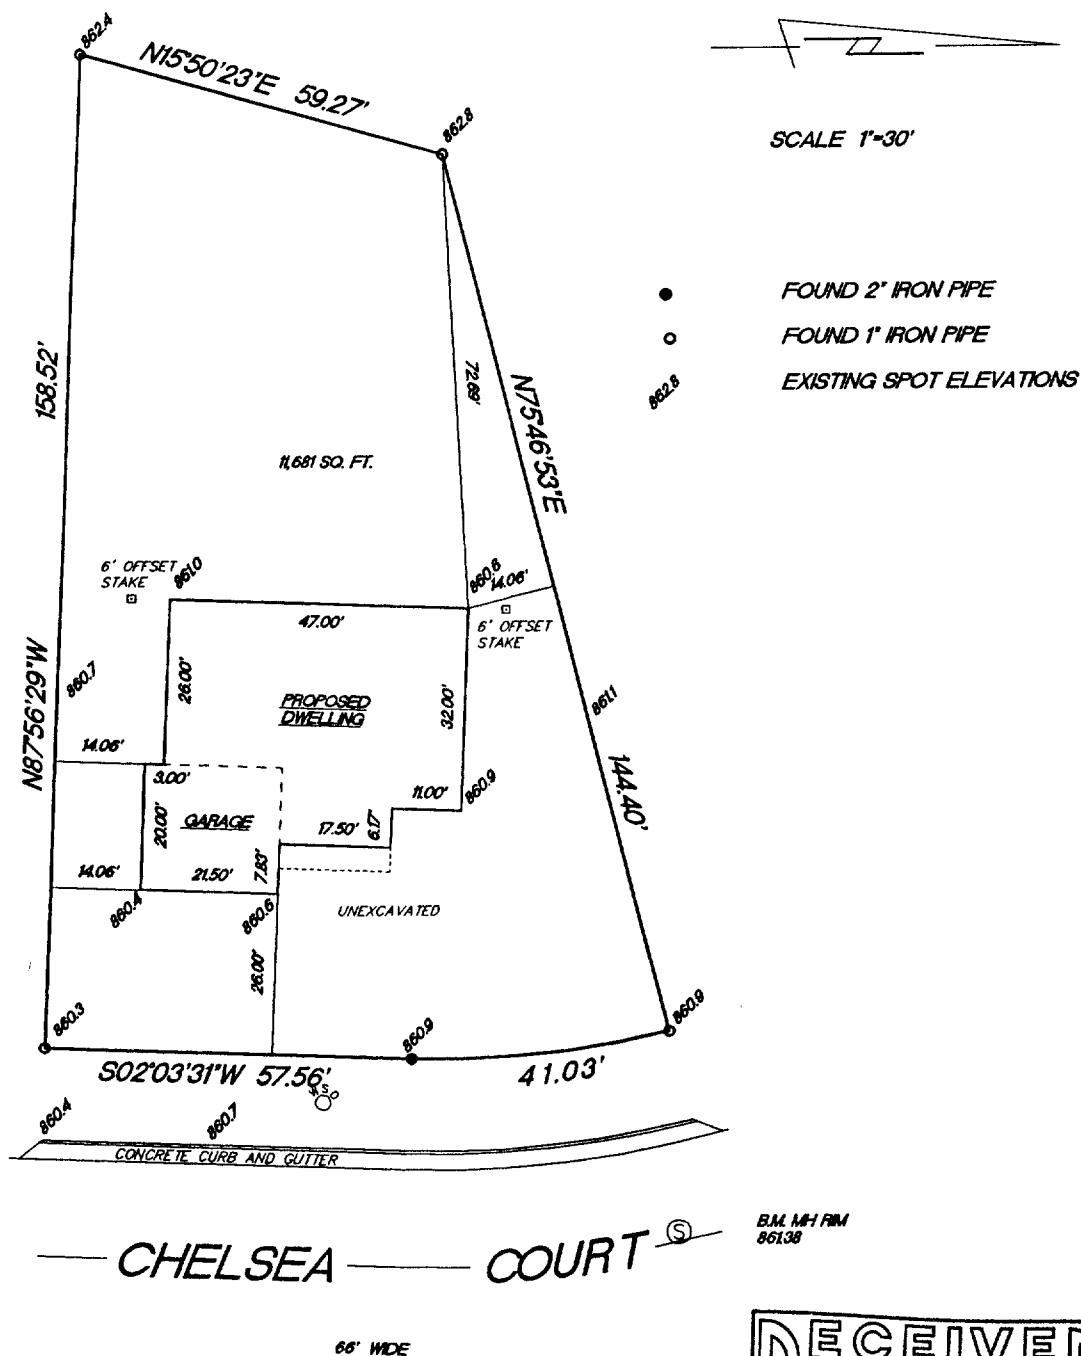 862.4
N15°50'23"E 59.27'
862.8
SCALE 1"=30'
FOUND 2" IRON PIPE
FOUND 1" IRON PIPE
862.8
EXISTING SPOT ELEVATIONS
158.52'
72.69'
N75°46'53"E
11,681 SQ. FT.
6' OFFSET
STAKE
861.0
860.6
14.06'
47.00'
6' OFFSET
STAKE
N87°56'29"W
860.7
26.00'
PROPOSED
DWELLING
32.00'
861.1
14.06'
3.00'
11.00'
860.9
144.40'
20.00'
GARAGE
17.50'
6.17'
14.06'
21.50'
7.83'
860.4
860.6
UNEXCAVATED
26.00'
860.3
860.9
860.9
S02°03'31"W 57.56'
41.03'
W S O
860.4
860.7
CONCRETE CURB AND GUTTER
CHELSEA COURT
S
B.M. MH RIM
861.38
66' WIDE
RECEIVED